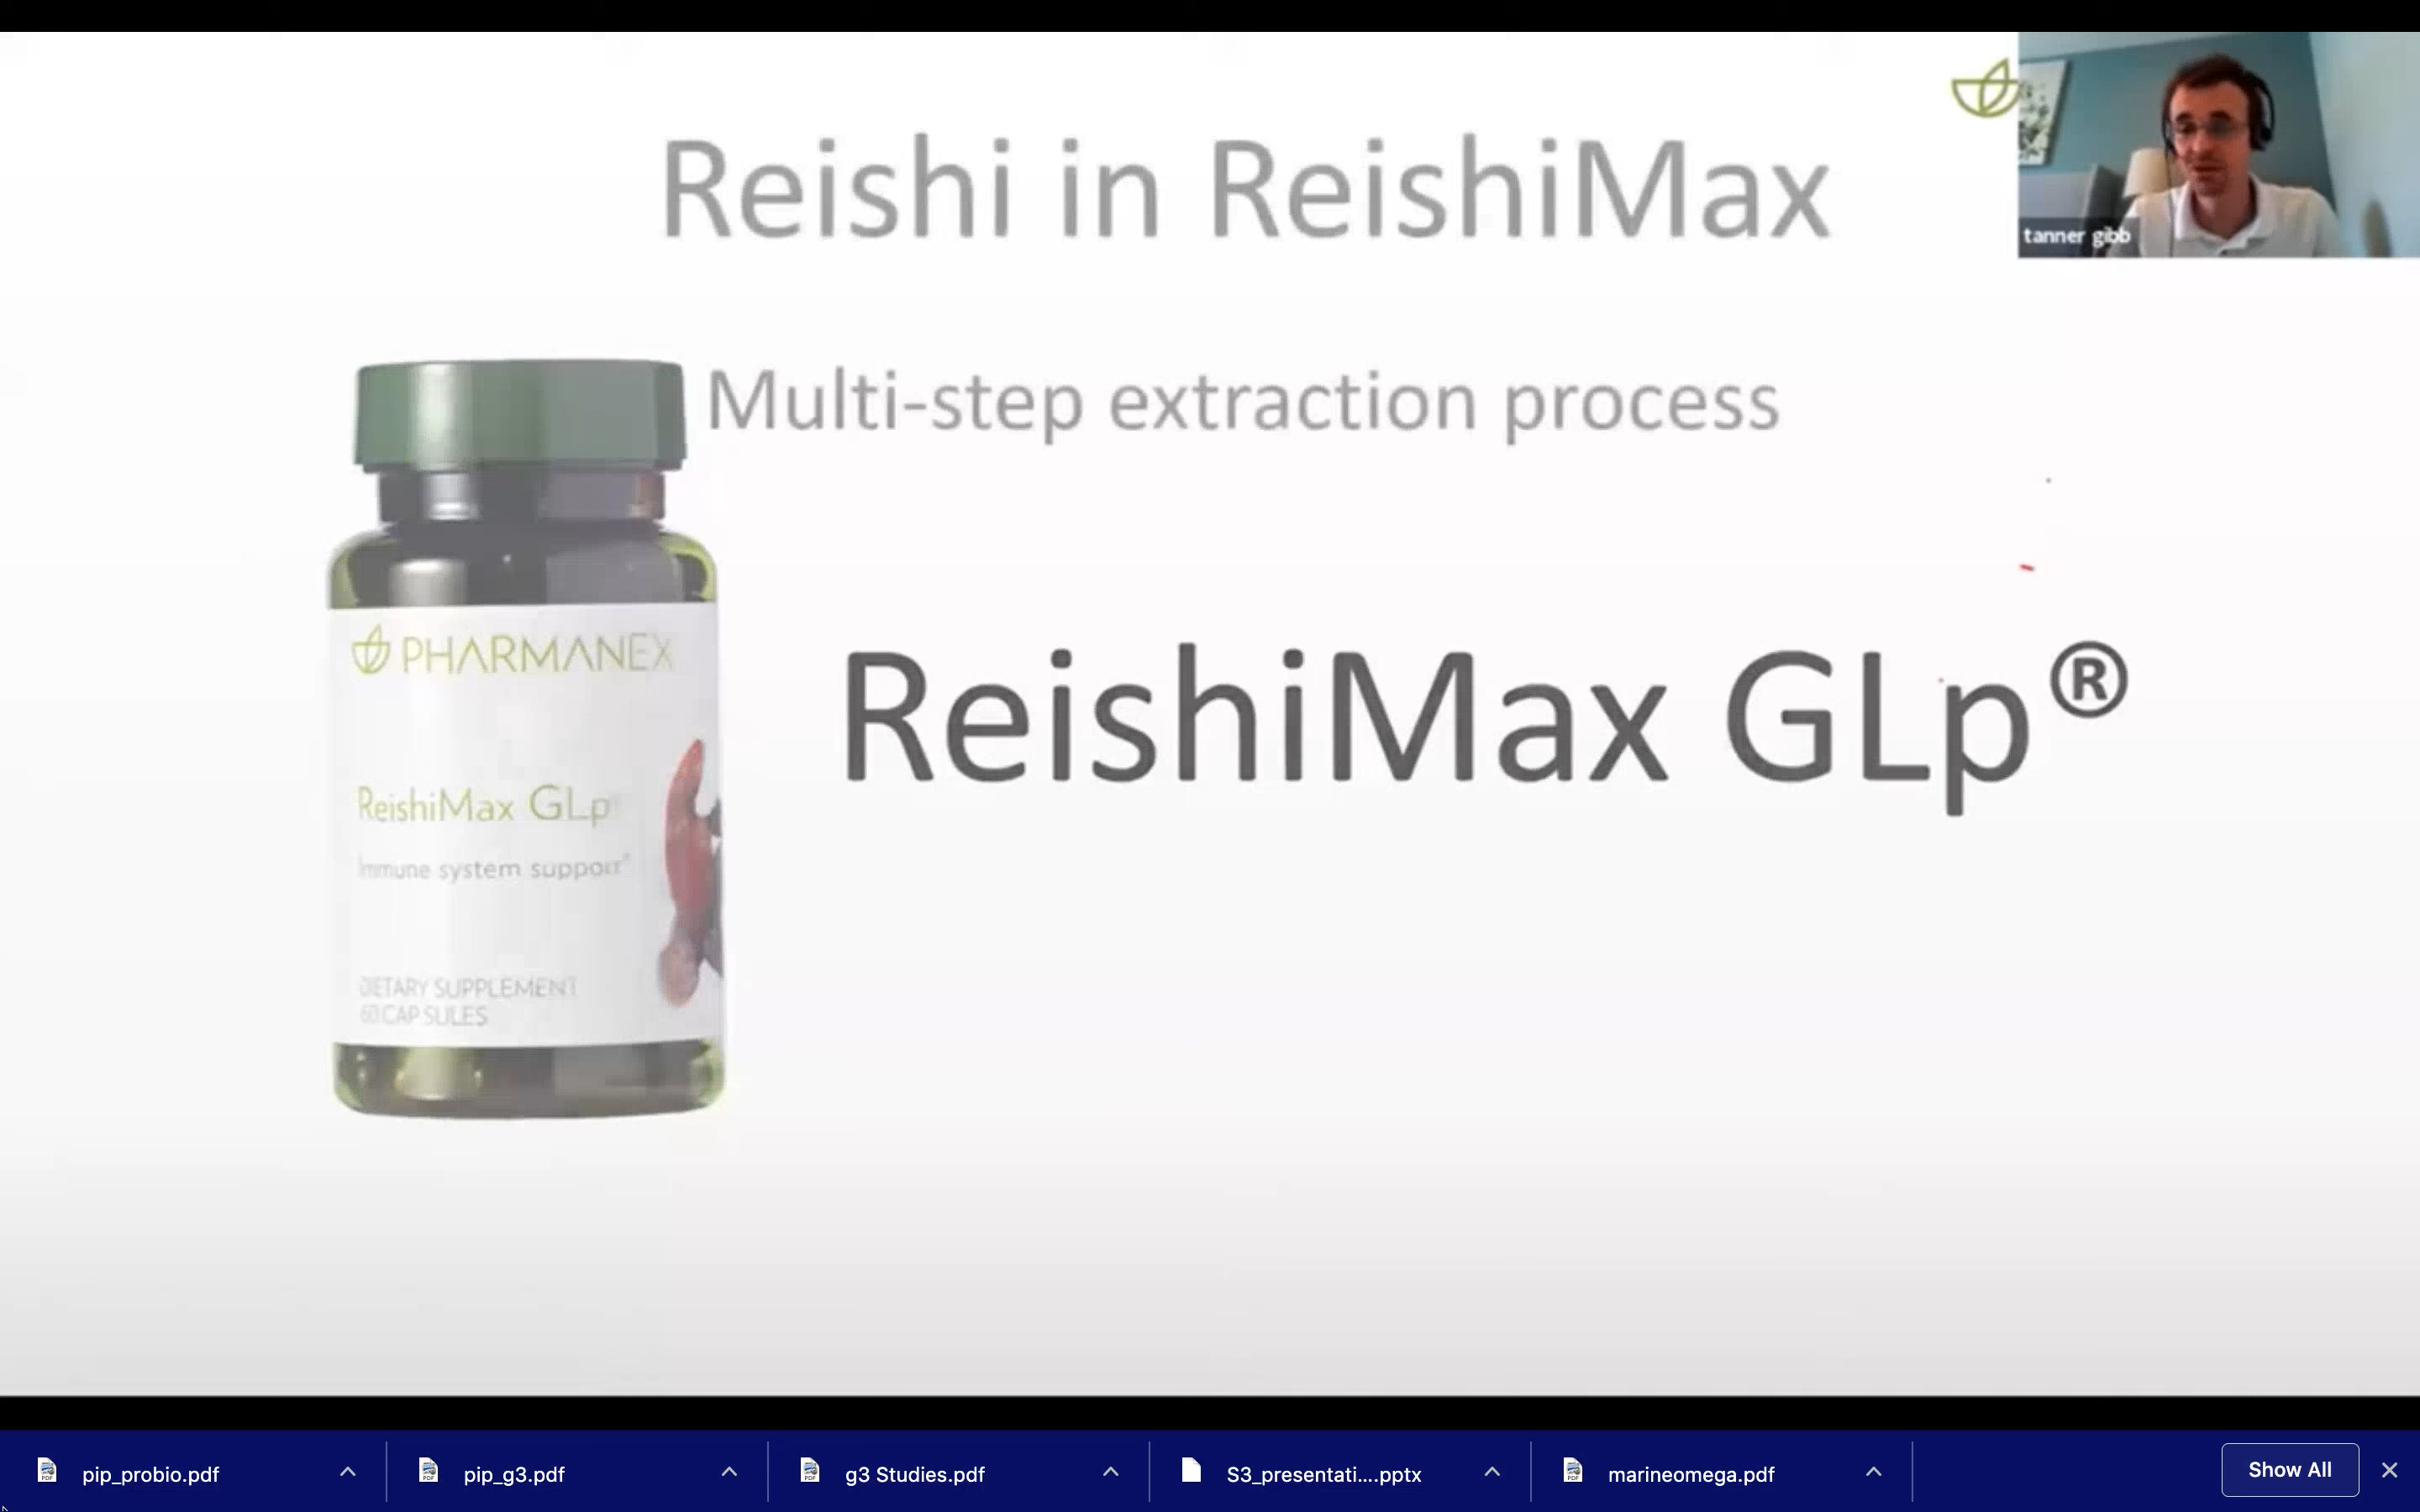 Reishi in ReishiMax
tanner gibb
Multi-step extraction process
ReishiMax GLp®
PHARMANEX
ReishiMax GLp
Immune system support*
DIETARY SUPPLEMENT
60 CAPSULES
pip_probio.pdf
pip_g3.pdf
g3 Studies.pdf
S3_presentati....pptx
marineomega.pdf
Show All